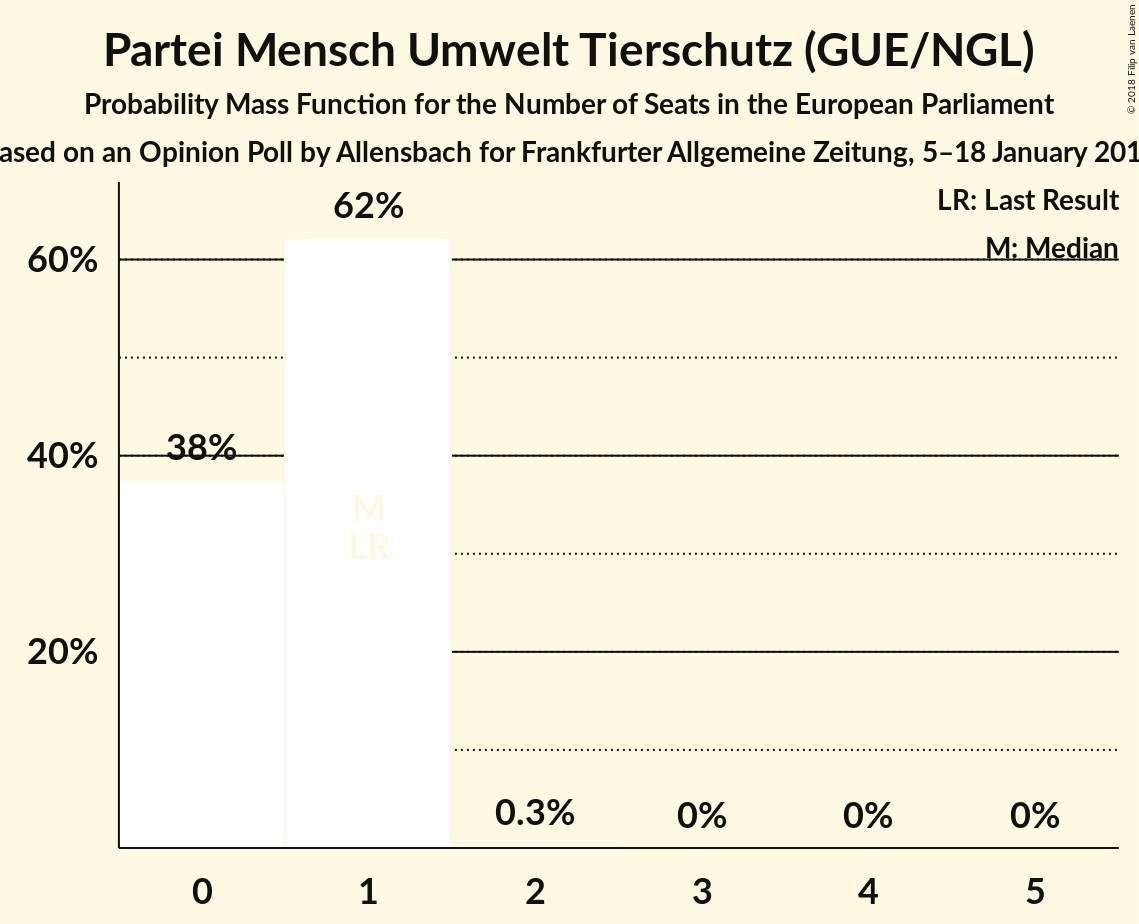 Partei Mensch Umwelt Tierschutz (GUE/NGL)
Probability Mass Function for the Number of Seats in the European Parliament
ased on an Opinion Poll by Allensbach for Frankfurter Allgemeine Zeitung, 5–18 January 201
© 2018 Filip van Laenen
LR: Last Result
M: Median
62%
60%
38%
40%
M
LR
20%
0.3%
0%
0%
0%
0
1
2
3
4
5